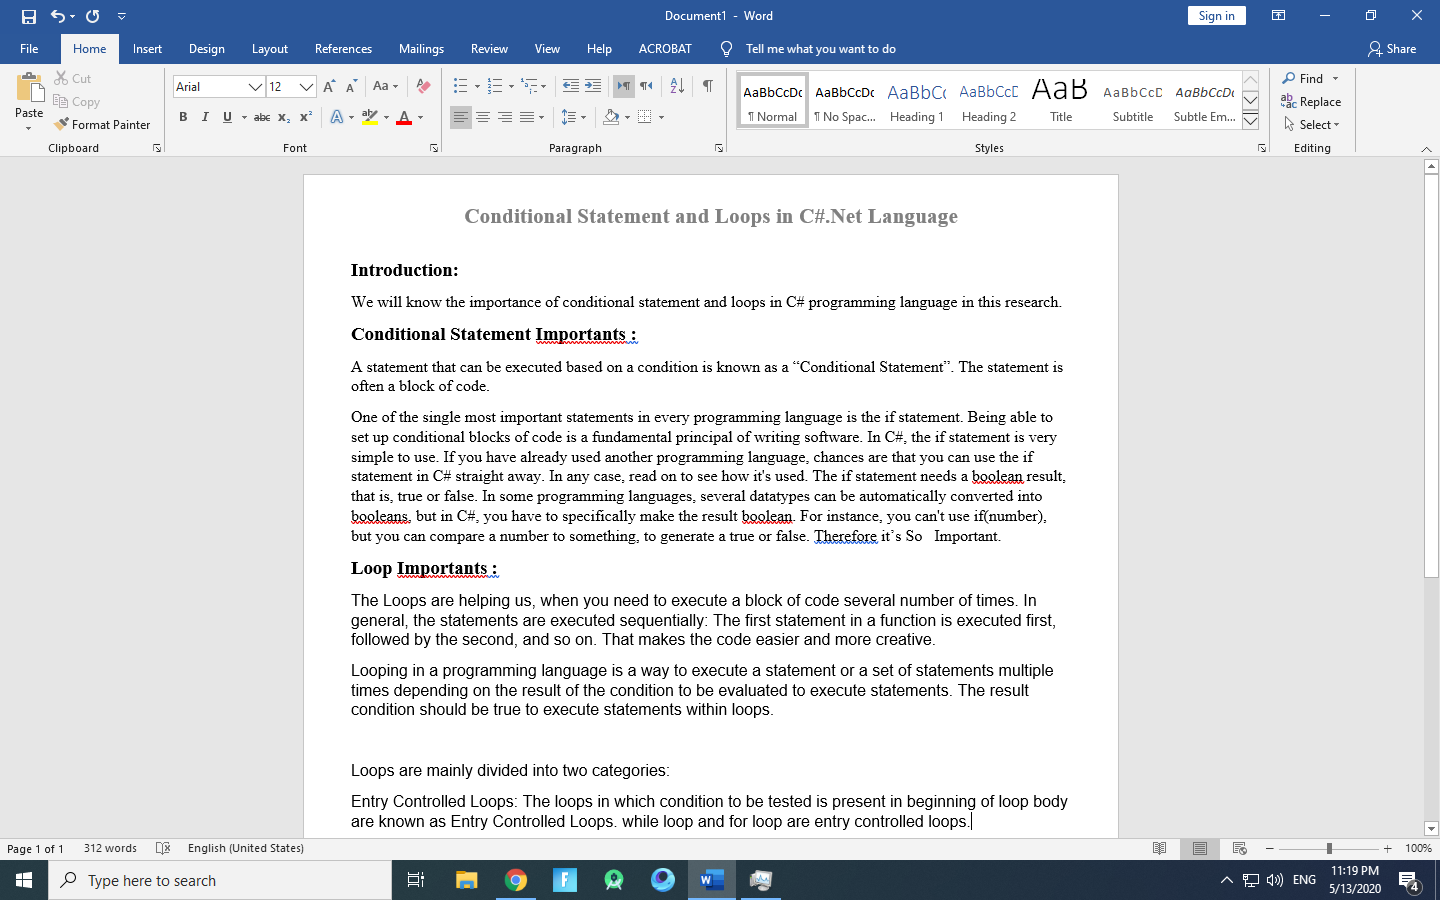 Document1 - Word
Sign in
File Home Insert Design Layout References Mailings Review View Help ACROBAT Tell me what you want to do Share
Paste
Cut
Copy
Format Painter
Clipboard
Arial 12
Font
Paragraph
AaBbCcDc AaBbCcDc AaBbCc AaBbCcD AaB AaBbCcD AaBbCcDc
¶ Normal ¶ No Spac... Heading 1 Heading 2 Title Subtitle Subtle Em...
Styles
Find
Replace
Select
Editing
Conditional Statement and Loops in C#.Net Language
Introduction:
We will know the importance of conditional statement and loops in C# programming language in this research.
Conditional Statement Importants :
A statement that can be executed based on a condition is known as a “Conditional Statement”. The statement is
often a block of code.
One of the single most important statements in every programming language is the if statement. Being able to
set up conditional blocks of code is a fundamental principal of writing software. In C#, the if statement is very
simple to use. If you have already used another programming language, chances are that you can use the if
statement in C# straight away. In any case, read on to see how it's used. The if statement needs a boolean result,
that is, true or false. In some programming languages, several datatypes can be automatically converted into
booleans, but in C#, you have to specifically make the result boolean. For instance, you can't use if(number),
but you can compare a number to something, to generate a true or false. Therefore it’s So Important.
Loop Importants :
The Loops are helping us, when you need to execute a block of code several number of times. In
general, the statements are executed sequentially: The first statement in a function is executed first,
followed by the second, and so on. That makes the code easier and more creative.
Looping in a programming language is a way to execute a statement or a set of statements multiple
times depending on the result of the condition to be evaluated to execute statements. The result
condition should be true to execute statements within loops.
Loops are mainly divided into two categories:
Entry Controlled Loops: The loops in which condition to be tested is present in beginning of loop body
are known as Entry Controlled Loops. while loop and for loop are entry controlled loops.
Page 1 of 1 312 words English (United States) 100%
Type here to search
ENG
11:19 PM
5/13/2020
4